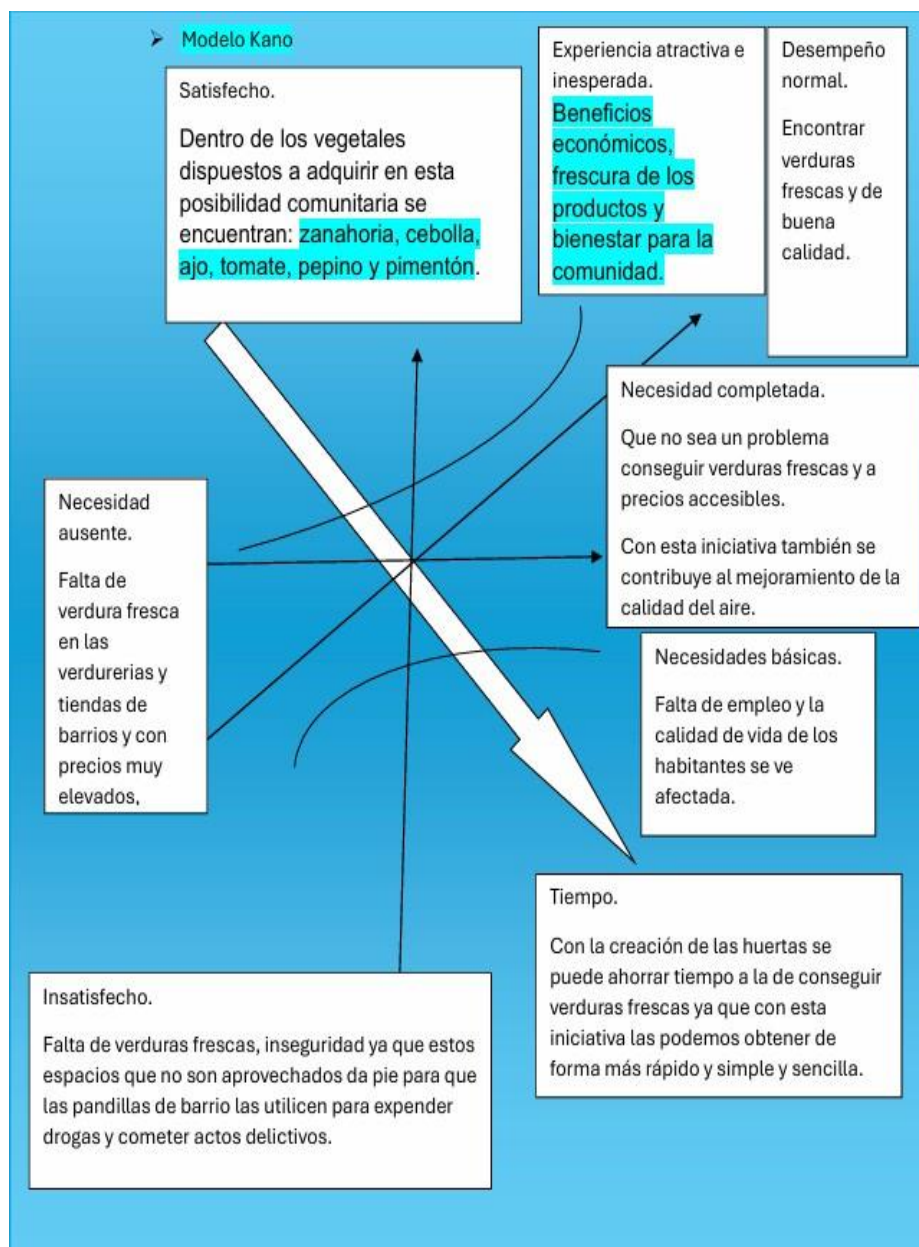 Modelo Kano
Satisfecho.
Dentro de los vegetales
dispuestos a adquirir en esta
posibilidad comunitaria se
encuentran: zanahoria, cebolla,
ajo, tomate, pepino y pimentón.
Experiencia atractiva e
inesperada.
Beneficios
económicos,
frescura de los
productos y
bienestar para la
comunidad.
Desempeño
normal.
Encontrar
verduras
frescas y de
buena
calidad.
Necesidad completada.
Que no sea un problema
conseguir verduras frescas y a
precios accesibles.
Con esta iniciativa también se
contribuye al mejoramiento de la
calidad del aire.
Necesidad
ausente.
Falta de
verdura fresca
en las
verdurerias y
tiendas de
barrios y con
precios muy
elevados,
Necesidades básicas.
Falta de empleo y la
calidad de vida de los
habitantes se ve
afectada.
Tiempo.
Con la creación de las huertas se
puede ahorrar tiempo a la de conseguir
verduras frescas ya que con esta
iniciativa las podemos obtener de
forma más rápido y simple y sencilla.
Insatisfecho.
Falta de verduras frescas, inseguridad ya que estos
espacios que no son aprovechados da pie para que
las pandillas de barrio las utilicen para expender
drogas y cometer actos delictivos.